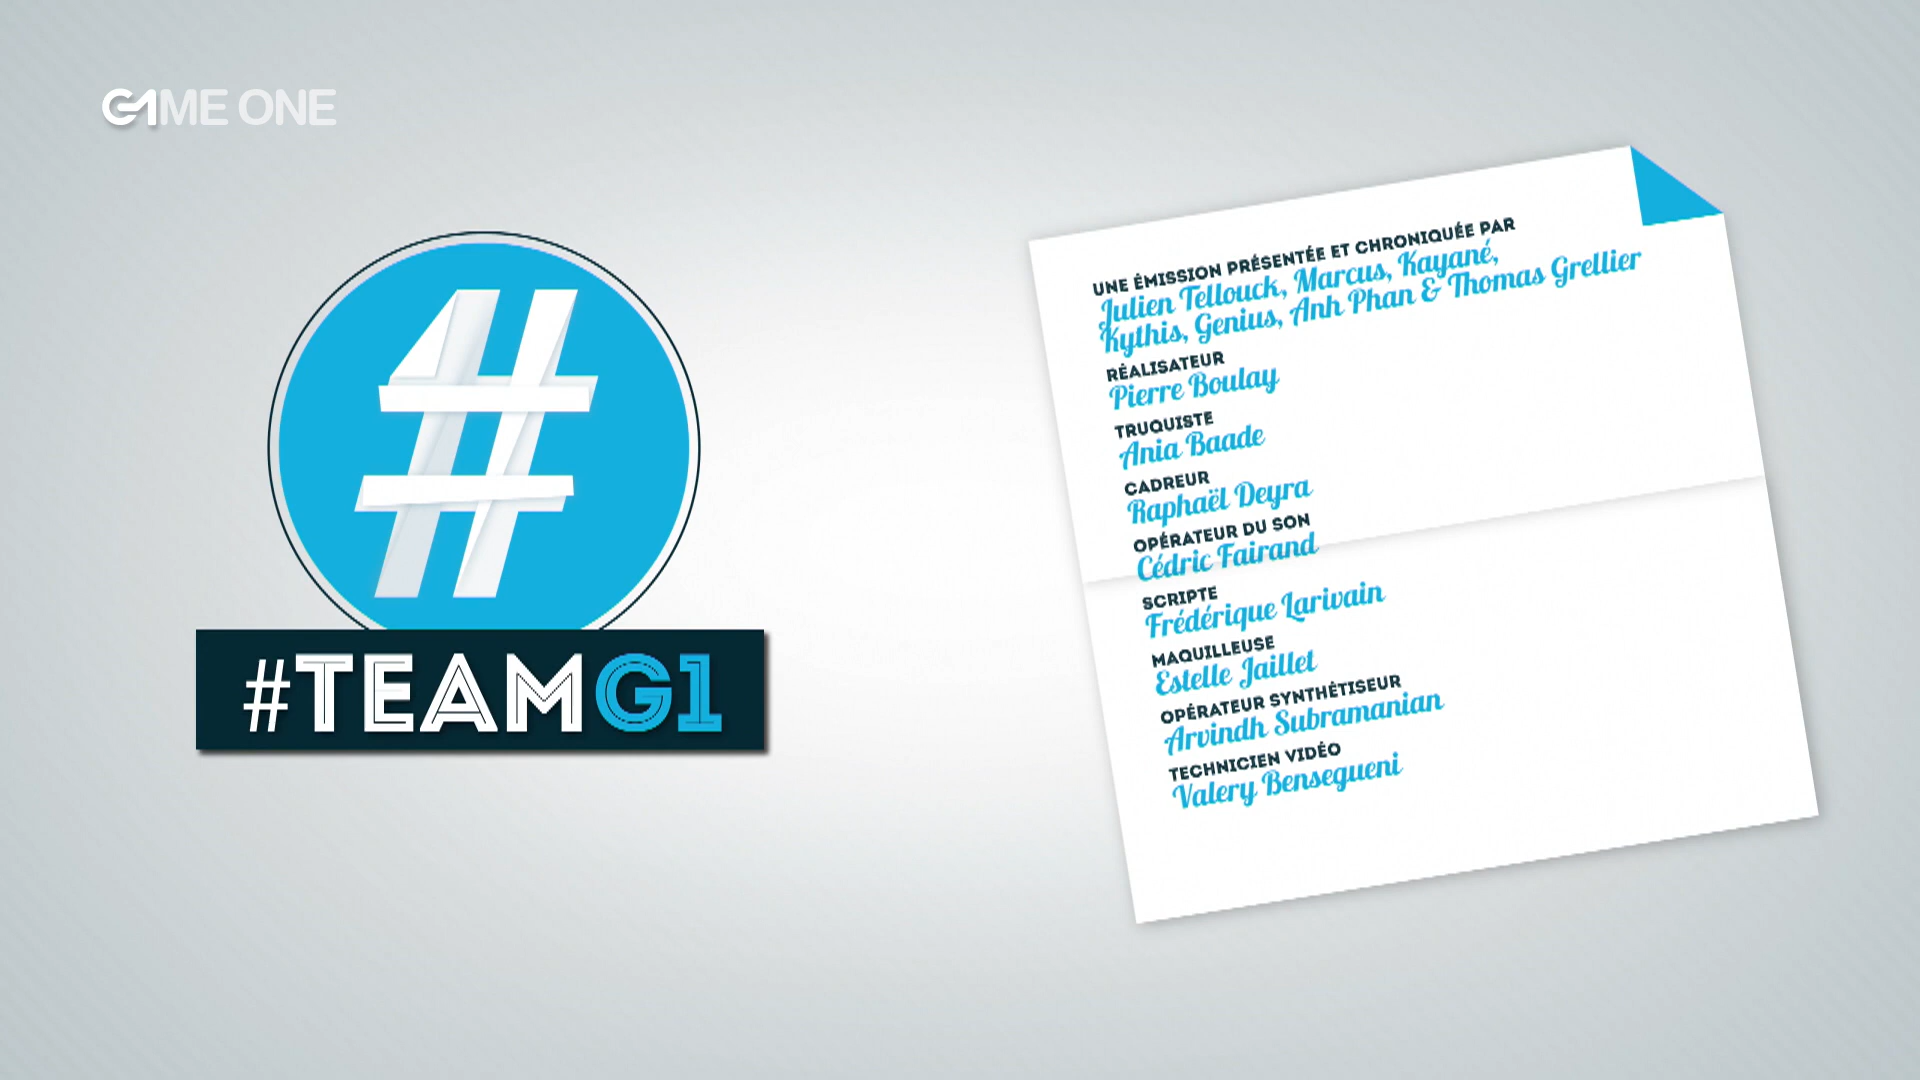 GAME ONE
#
#TEAMG1
UNE ÉMISSION PRÉSENTÉE ET CHRONIQUÉE PAR
Julien Tellouck, Marcus, Kayané,
Kythis, Genius, Anh Phan & Thomas Grellier
RÉALISATEUR
Pierre Boulay
TRUQUISTE
Ania Baade
CADREUR
Raphaël Deyra
OPÉRATEUR DU SON
Cédric Fairand
SCRIPTE
Frédérique Larivain
MAQUILLEUSE
Estelle Jaillet
OPÉRATEUR SYNTHÉTISEUR
Arvindh Subramanian
TECHNICIEN VIDÉO
Valery Bensegueni